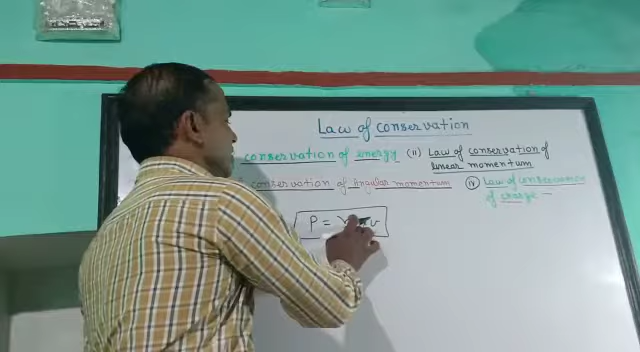 Law of conservation
conservation of energy (ii) Law of conservation of
linear momentum
conservation of angular momentum (iv) Law of conservation
of charge -
P =